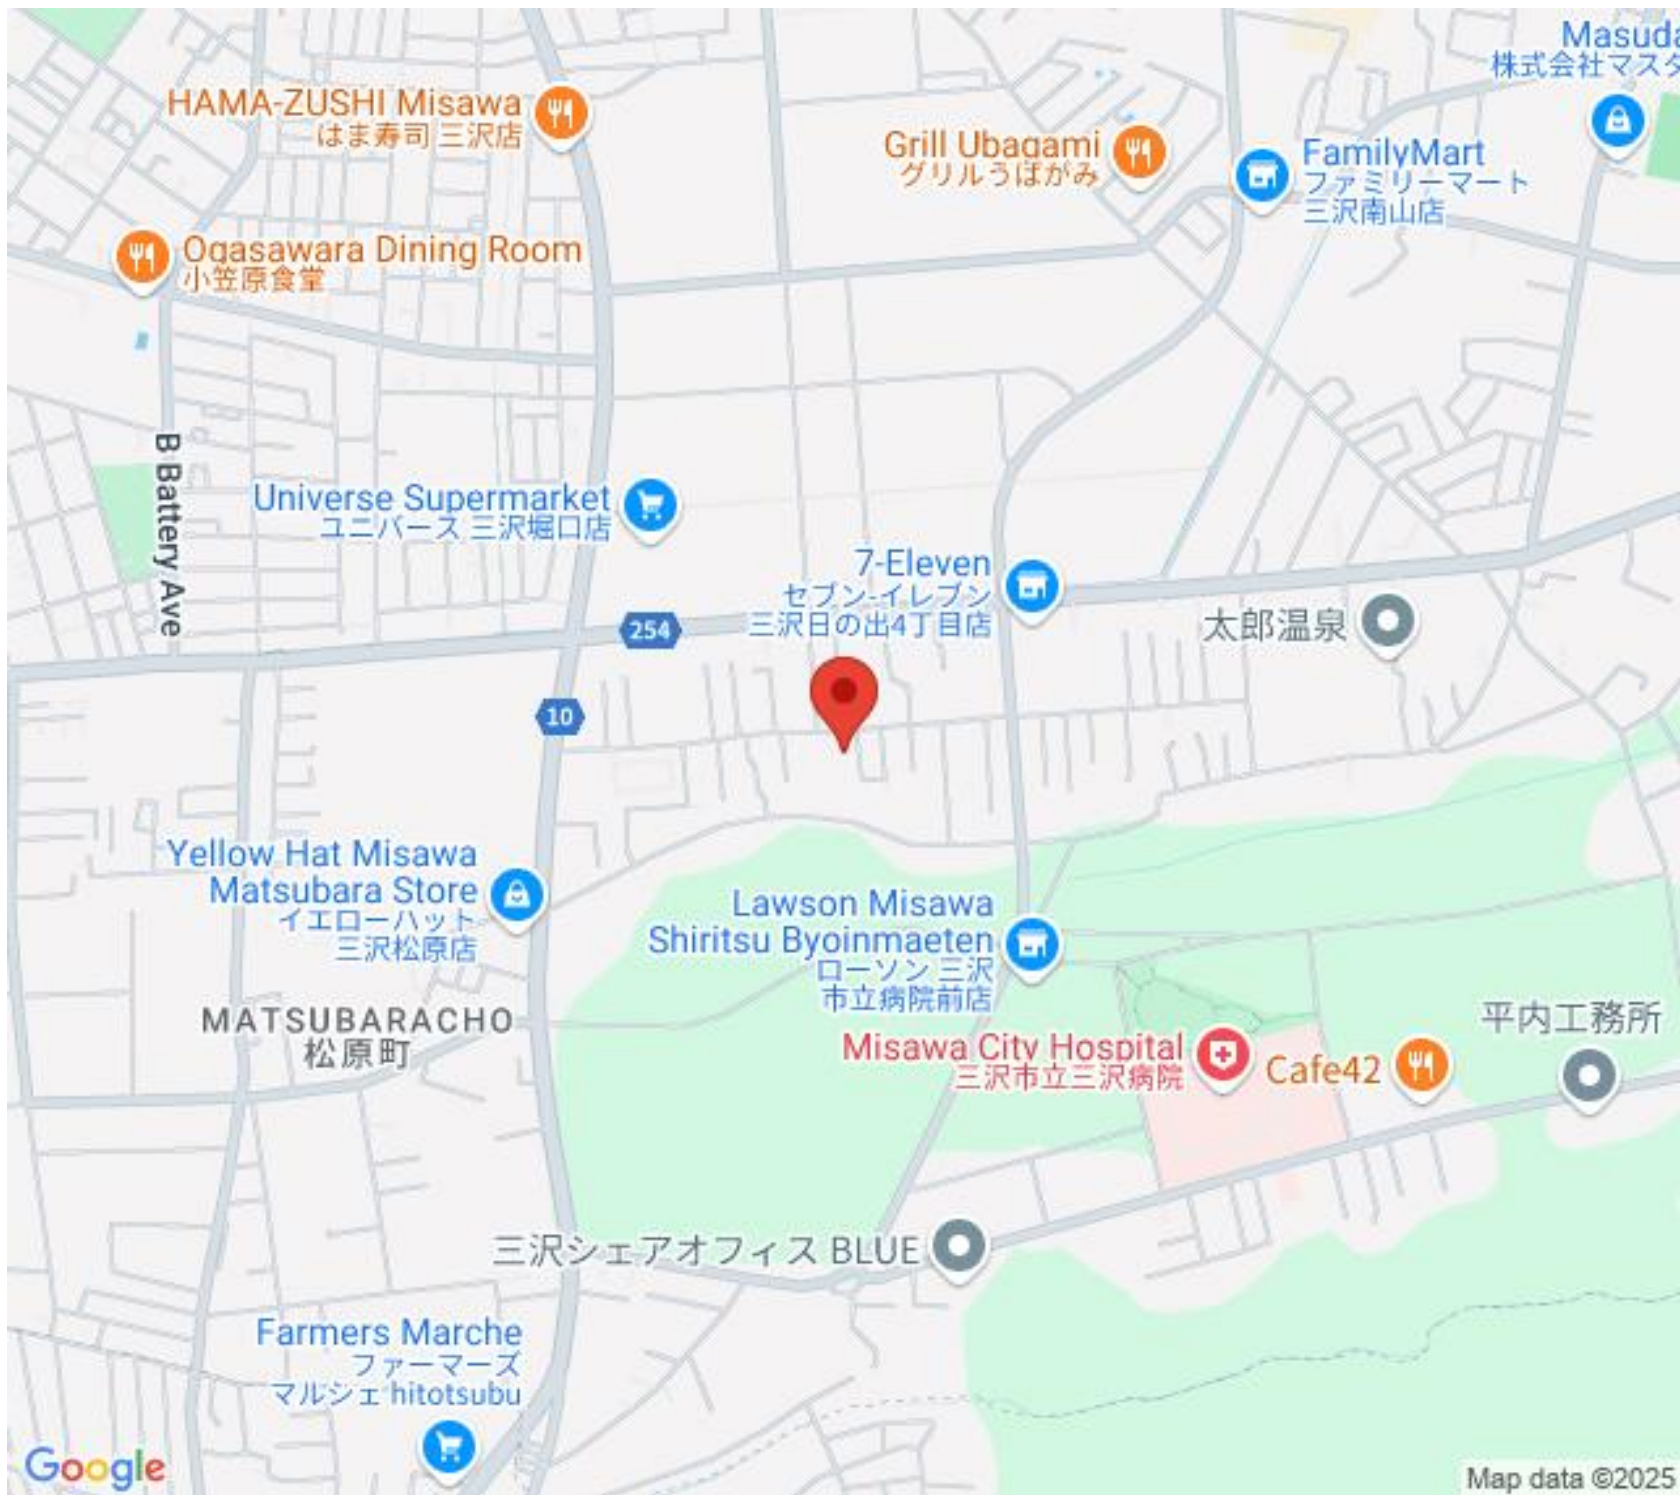 Masuda
株式会社マスダ
HAMA-ZUSHI Misawa
はま寿司 三沢店
Grill Ubagami
グリルうばがみ
FamilyMart
ファミリーマート
三沢南山店
Ogasawara Dining Room
小笠原食堂
B Battery Ave
Universe Supermarket
ユニバース 三沢堀口店
7-Eleven
セブン-イレブン
三沢日の出4丁目店
254
太郎温泉
10
Yellow Hat Misawa
Matsubara Store
イエローハット
三沢松原店
Lawson Misawa
Shiritsu Byoinmaeten
ローソン 三沢
市立病院前店
MATSUBARACHO
松原町
Misawa City Hospital
三沢市立三沢病院
Cafe42
平内工務所
三沢シェアオフィス BLUE
Farmers Marche
ファーマーズ
マルシェ hitotsubu
Google
Map data ©2025